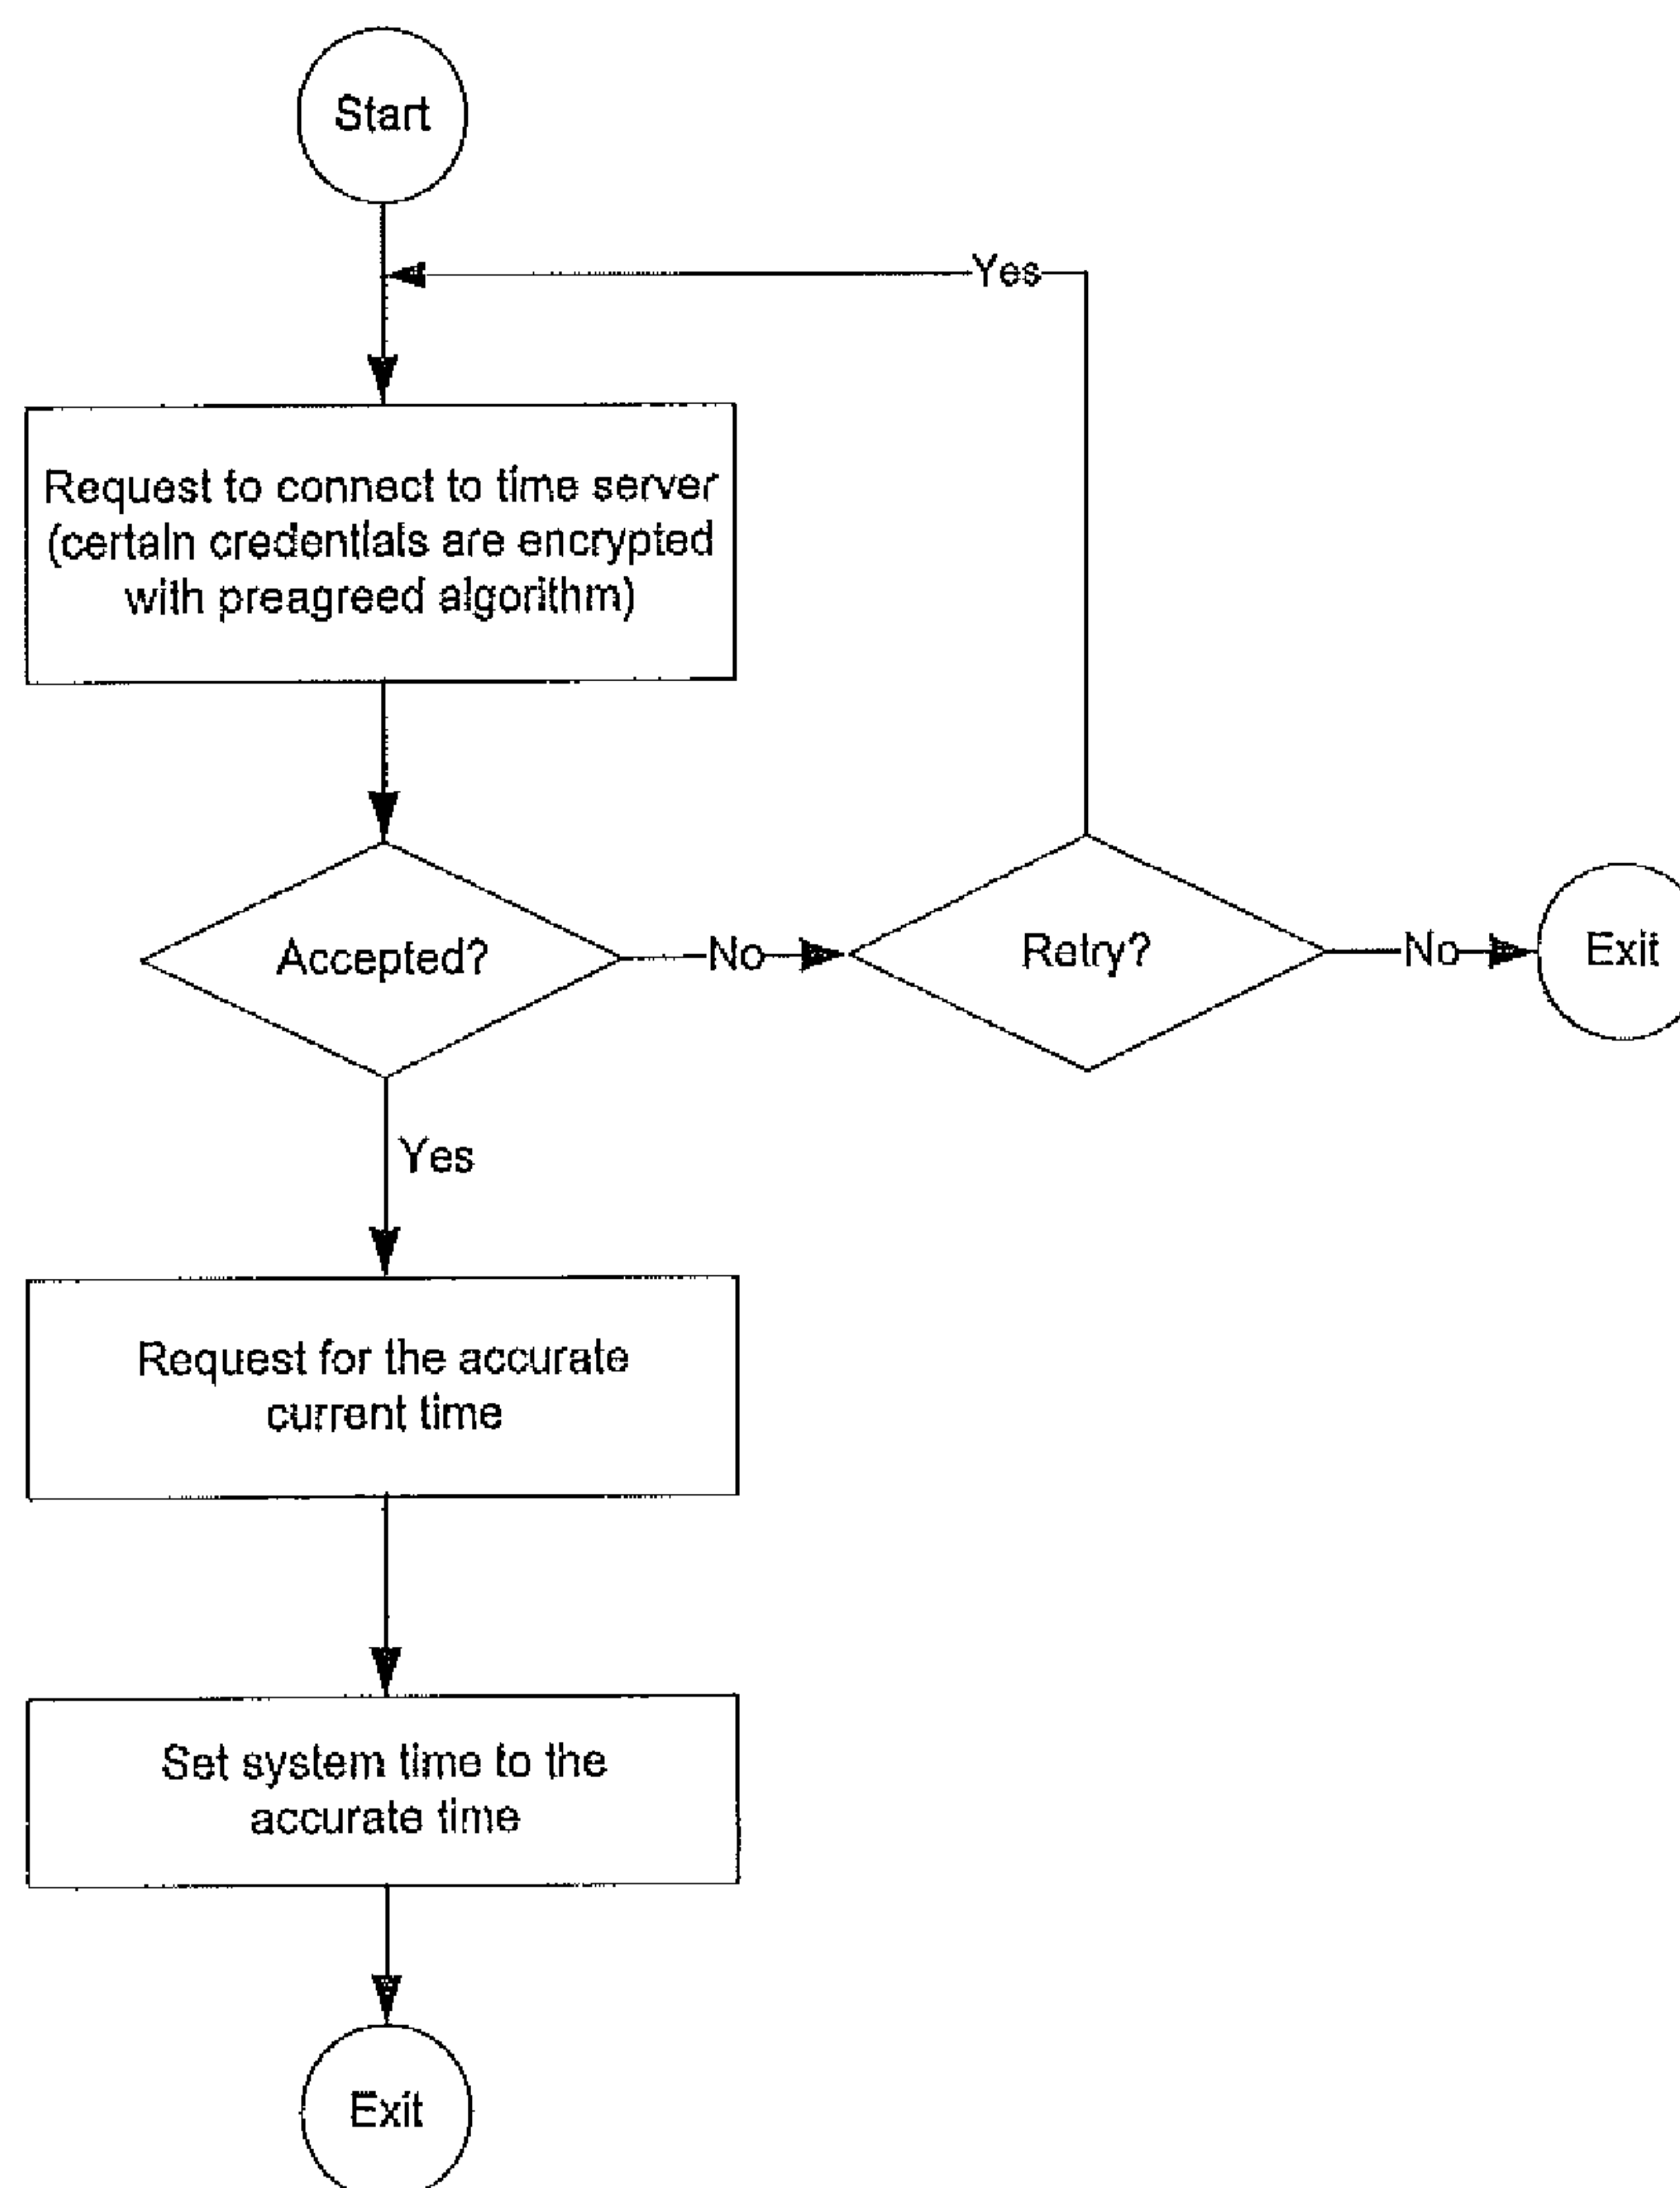 Start
Yes
Request to connect to time server
(certain credentials are encrypted
with preagreed algorithm)
Accepted?
No
Retry?
No
Exit
Yes
Request for the accurate
current time
Set system time to the
accurate time
Exit